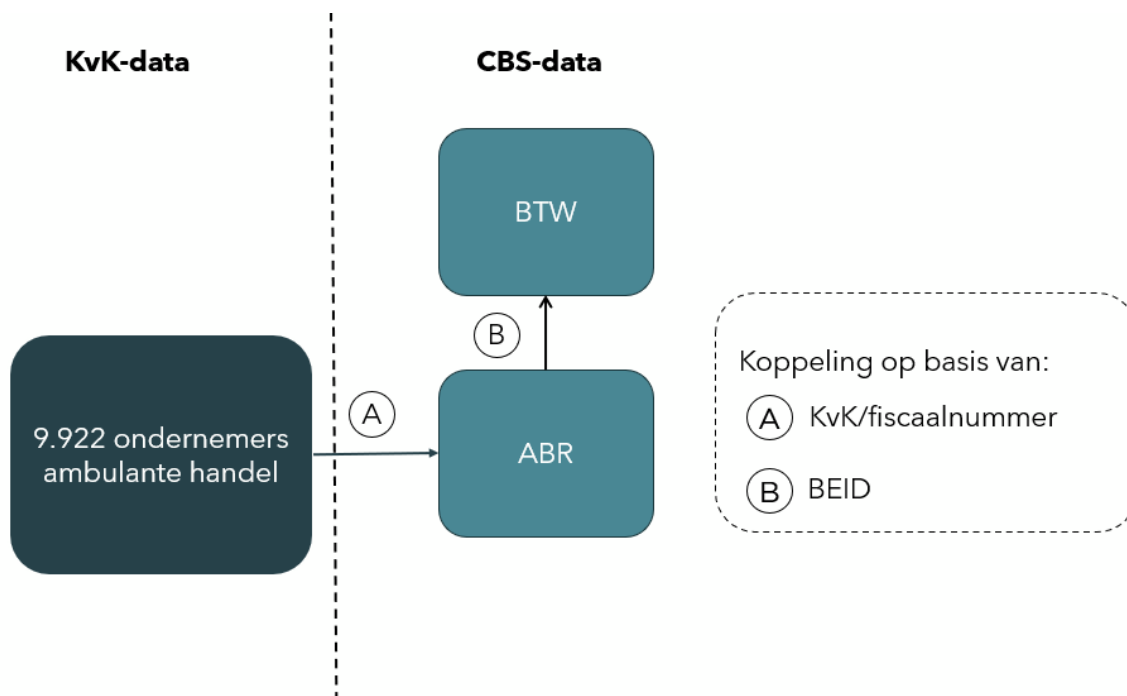 KvK-data
CBS-data
BTW
B
9.922 ondernemers
ambulante handel
A
ABR
Koppeling op basis van:
A KvK/fiscaalnummer
B BEID